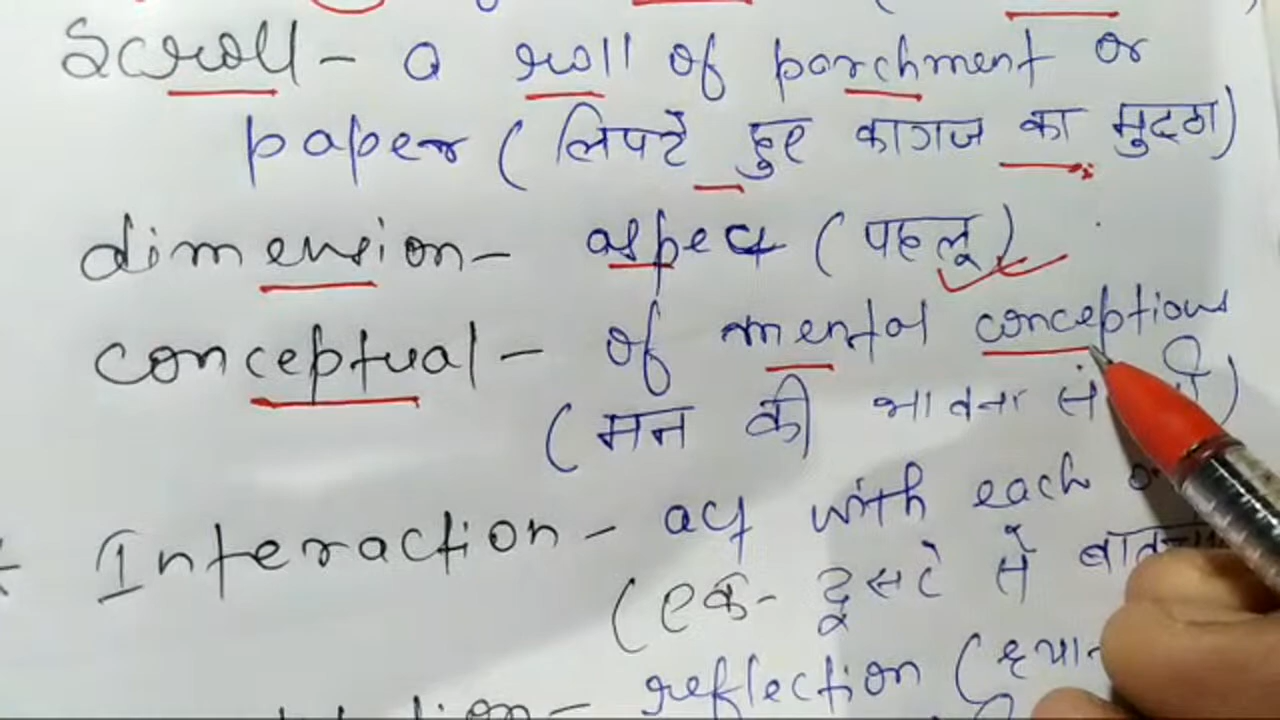 Scroll - a roll of parchment or
paper ( लिपटे हुए कागज का मुद्ठा )
dimension - aspect ( पहलू )
conceptual - of mental conceptions
( मन की भावना से )
Interaction - act with each
( एक- दूसरे से
reflection (